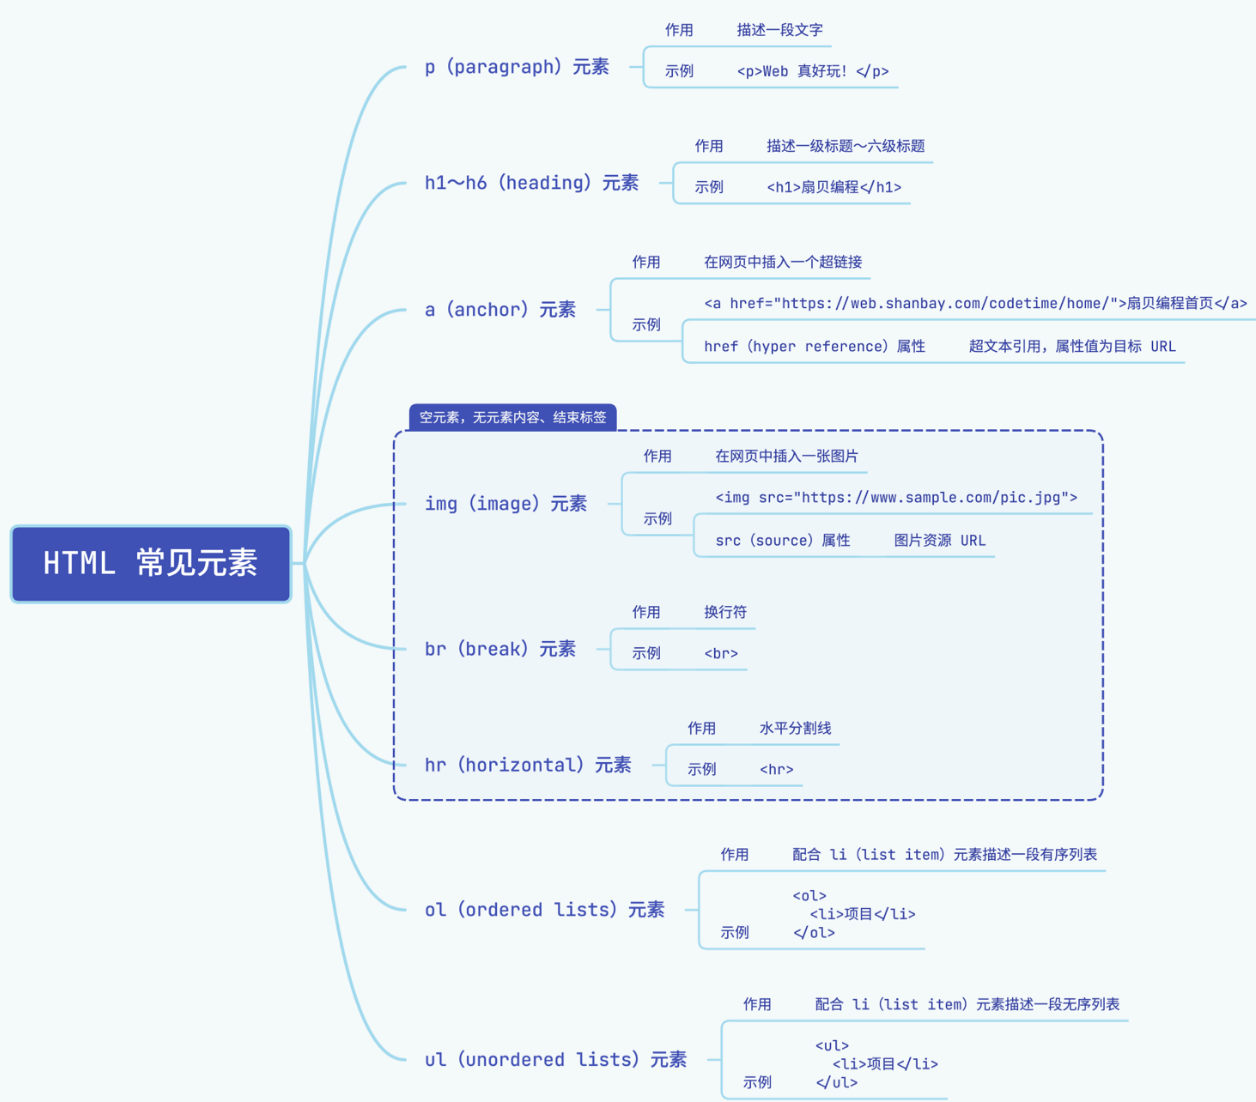 HTML 常见元素
p（paragraph）元素
作用 描述一段文字
示例 <p>Web 真好玩！</p>
h1～h6（heading）元素
作用 描述一级标题～六级标题
示例 <h1>扇贝编程</h1>
a（anchor）元素
作用 在网页中插入一个超链接
示例
<a href="https://web.shanbay.com/codetime/home/">扇贝编程首页</a>
href（hyper reference）属性 超文本引用，属性值为目标 URL
空元素，无元素内容、结束标签
img（image）元素
作用 在网页中插入一张图片
示例
<img src="https://www.sample.com/pic.jpg">
src（source）属性 图片资源 URL
br（break）元素
作用 换行符
示例 <br>
hr（horizontal）元素
作用 水平分割线
示例 <hr>
ol（ordered lists）元素
作用 配合 li（list item）元素描述一段有序列表
示例
<ol>
<li>项目</li>
</ol>
ul（unordered lists）元素
作用 配合 li（list item）元素描述一段无序列表
示例
<ul>
<li>项目</li>
</ul>